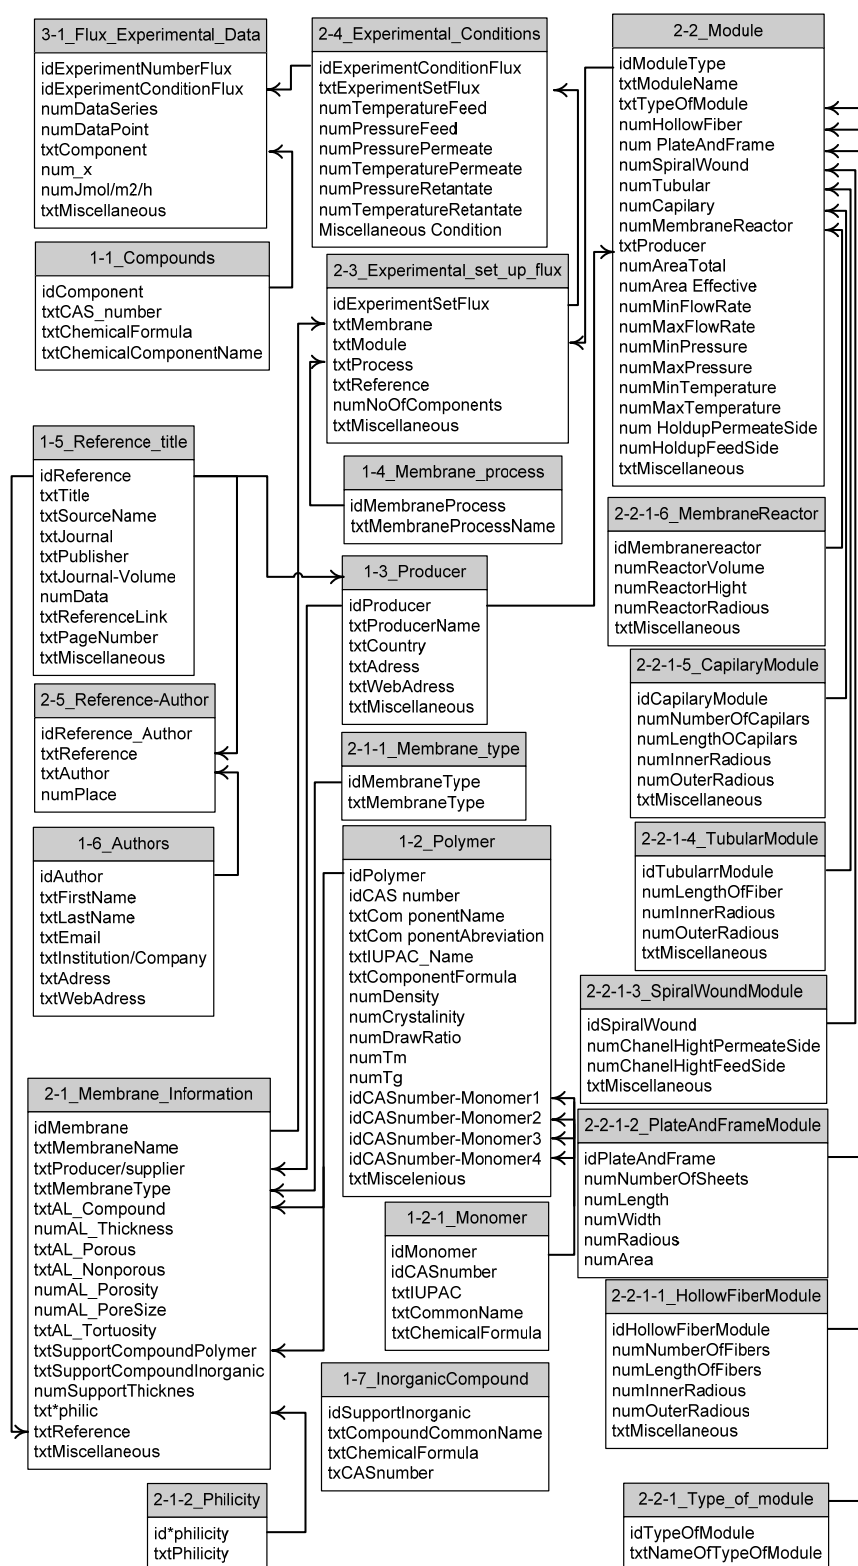 3-1_Flux_Experimental_Data
idExperimentNumberFlux
idExperimentConditionFlux
numDataSeries
numDataPoint
txtComponent
num_x
numJmol/m2/h
txtMiscellaneous
2-4_Experimental_Conditions
idExperimentConditionFlux
txtExperimentSetFlux
numTemperatureFeed
numPressureFeed
numPressurePermeate
numTemperaturePermeate
numPressureRetantate
numTemperatureRetantate
Miscellaneous Condition
2-2_Module
idModuleType
txtModuleName
txtTypeOfModule
numHollowFiber
num PlateAndFrame
numSpiralWound
numTubular
numCapilary
numMembraneReactor
txtProducer
numAreaTotal
numArea Effective
numMinFlowRate
numMaxFlowRate
numMinPressure
numMaxPressure
numMinTemperature
numMaxTemperature
num HoldupPermeateSide
numHoldupFeedSide
txtMiscellaneous
1-1_Compounds
idComponent
txtCAS_number
txtChemicalFormula
txtChemicalComponentName
2-3_Experimental_set_up_flux
idExperimentSetFlux
txtMembrane
txtModule
txtProcess
txtReference
numNoOfComponents
txtMiscellaneous
1-5_Reference_title
idReference
txtTitle
txtSourceName
txtJournal
txtPublisher
txtJournal-Volume
numData
txtReferenceLink
txtPageNumber
txtMiscellaneous
1-4_Membrane_process
idMembraneProcess
txtMembraneProcessName
2-2-1-6_MembraneReactor
idMembranereactor
numReactorVolume
numReactorHight
numReactorRadious
txtMiscellaneous
1-3_Producer
idProducer
txtProducerName
txtCountry
txtAdress
txtWebAdress
txtMiscellaneous
2-2-1-5_CapilaryModule
idCapilaryModule
numNumberOfCapilars
numLengthOCapilars
numInnerRadious
numOuterRadious
txtMiscellaneous
2-5_Reference-Author
idReference_Author
txtReference
txtAuthor
numPlace
2-1-1_Membrane_type
idMembraneType
txtMembraneType
1-6_Authors
idAuthor
txtFirstName
txtLastName
txtEmail
txtInstitution/Company
txtAdress
txtWebAdress
1-2_Polymer
idPolymer
idCAS number
txtCom ponentName
txtCom ponentAbreviation
txtIUPAC_Name
txtComponentFormula
numDensity
numCrystalinity
numDrawRatio
numTm
numTg
idCASnumber-Monomer1
idCASnumber-Monomer2
idCASnumber-Monomer3
idCASnumber-Monomer4
txtMiscelenious
2-2-1-4_TubularModule
idTubularrModule
numLengthOfFiber
numInnerRadious
numOuterRadious
txtMiscellaneous
2-2-1-3_SpiralWoundModule
idSpiralWound
numChanelHightPermeateSide
numChanelHightFeedSide
txtMiscellaneous
2-1_Membrane_Information
idMembrane
txtMembraneName
txtProducer/supplier
txtMembraneType
txtAL_Compound
numAL_Thickness
txtAL_Porous
txtAL_Nonporous
numAL_Porosity
numAL_PoreSize
txtAL_Tortuosity
txtSupportCompoundPolymer
txtSupportCompoundInorganic
numSupportThicknes
txt*philic
txtReference
txtMiscellaneous
2-2-1-2_PlateAndFrameModule
idPlateAndFrame
numNumberOfSheets
numLength
numWidth
numRadious
numArea
1-2-1_Monomer
idMonomer
idCASnumber
txtIUPAC
txtCommonName
txtChemicalFormula
2-2-1-1_HollowFiberModule
idHollowFiberModule
numNumberOfFibers
numLengthOfFibers
numInnerRadious
numOuterRadious
txtMiscellaneous
1-7_InorganicCompound
idSupportInorganic
txtCompoundCommonName
txtChemicalFormula
txCASnumber
2-1-2_Philicity
id*philicity
txtPhilicity
2-2-1_Type_of_module
idTypeOfModule
txtNameOfTypeOfModule